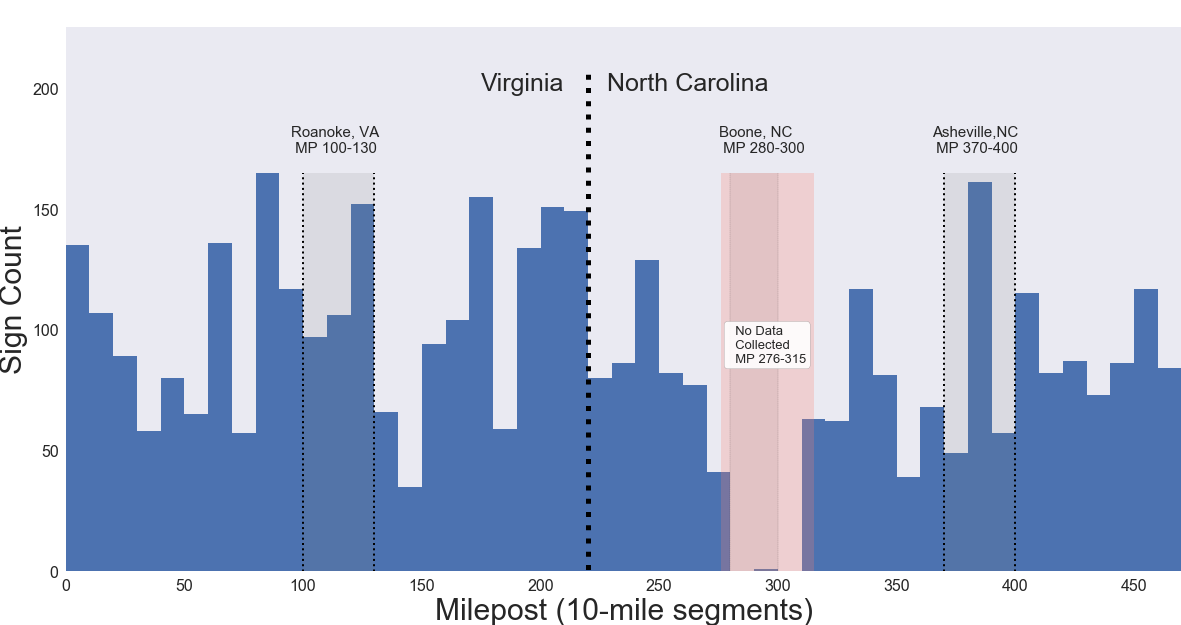 Virginia
North Carolina
Roanoke, VA
MP 100-130
Boone, NC
MP 280-300
Asheville,NC
MP 370-400
No Data
Collected
MP 276-315
Sign Count
200
150
100
50
0
0 50 100 150 200 250 300 350 400 450
Milepost (10-mile segments)